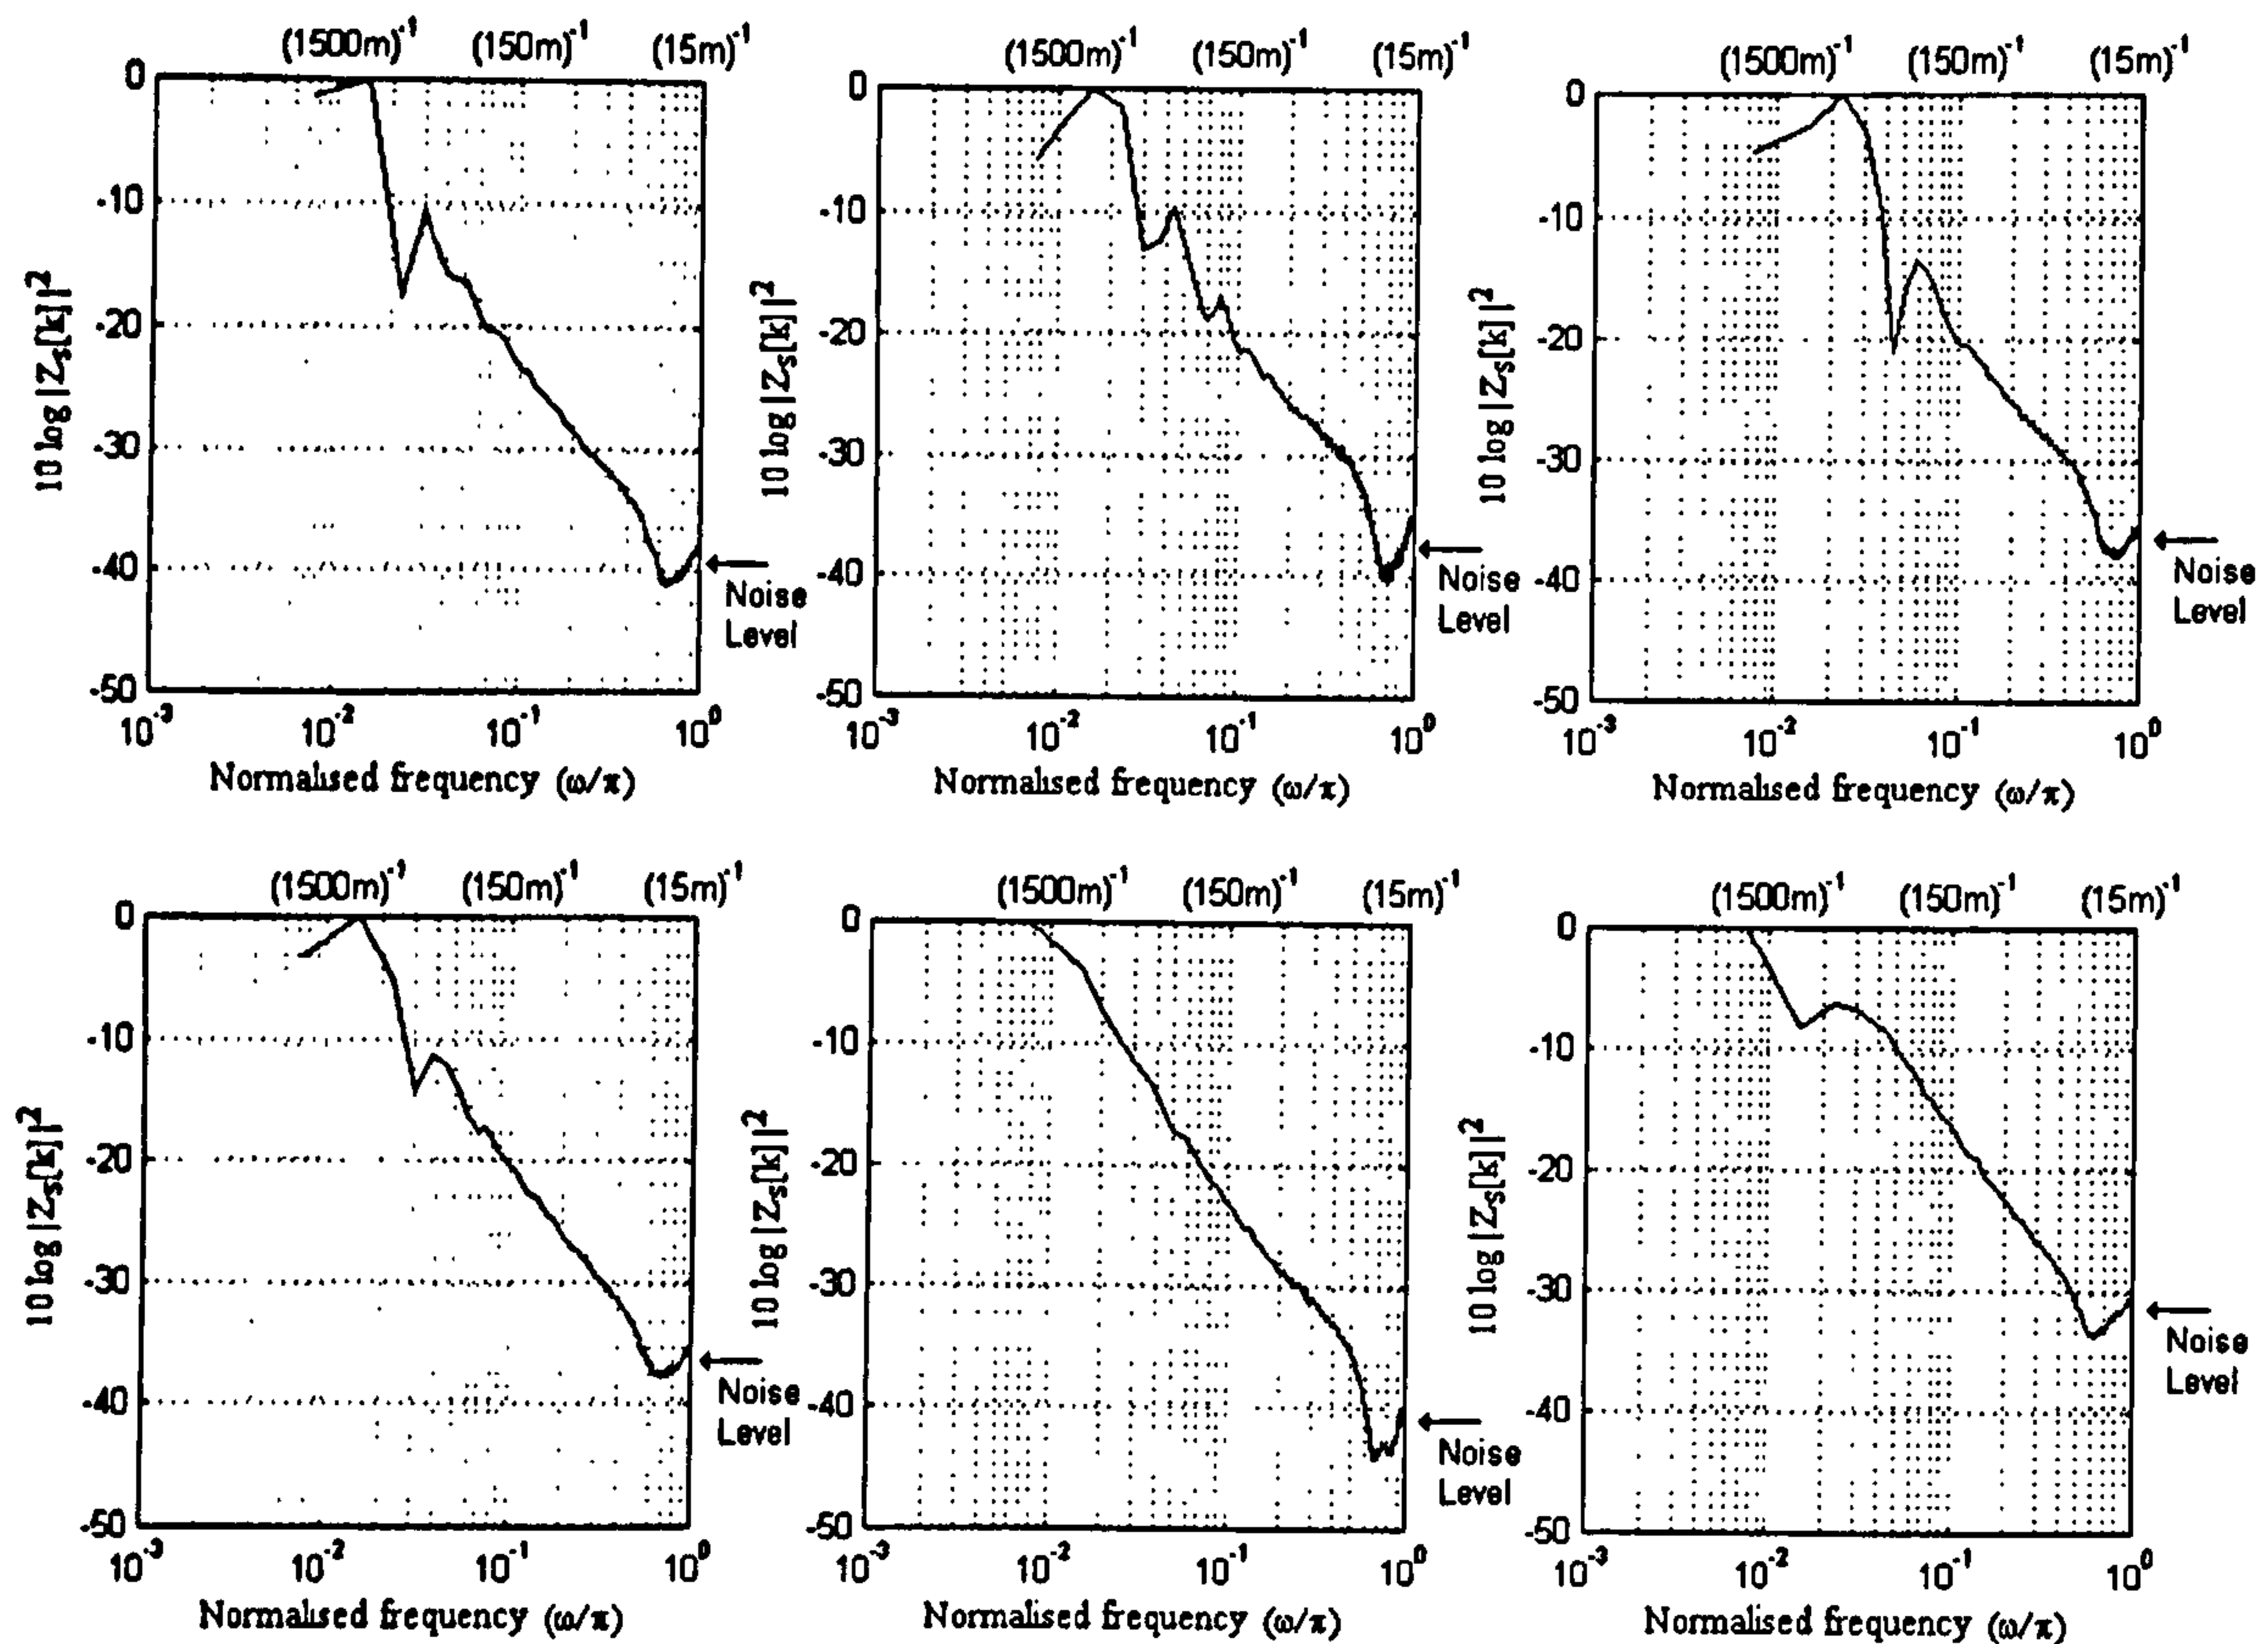 (1500m)⁻¹ (150m)⁻¹ (15m)⁻¹
0
-10
-20
-30
-40
-50
10 log |Z_S[k]|²
10⁻³ 10⁻² 10⁻¹ 10⁰
Normalised frequency (ω/π)
Noise
Level
(1500m)⁻¹ (150m)⁻¹ (15m)⁻¹
0
-10
-20
-30
-40
-50
10 log |Z_S[k]|²
10⁻³ 10⁻² 10⁻¹ 10⁰
Normalised frequency (ω/π)
Noise
Level
(1500m)⁻¹ (150m)⁻¹ (15m)⁻¹
0
-10
-20
-30
-40
-50
10 log |Z_S[k]|²
10⁻³ 10⁻² 10⁻¹ 10⁰
Normalised frequency (ω/π)
Noise
Level
(1500m)⁻¹ (150m)⁻¹ (15m)⁻¹
0
-10
-20
-30
-40
-50
10 log |Z_S[k]|²
10⁻³ 10⁻² 10⁻¹ 10⁰
Normalised frequency (ω/π)
Noise
Level
(1500m)⁻¹ (150m)⁻¹ (15m)⁻¹
0
-10
-20
-30
-40
-50
10 log |Z_S[k]|²
10⁻³ 10⁻² 10⁻¹ 10⁰
Normalised frequency (ω/π)
Noise
Level
(1500m)⁻¹ (150m)⁻¹ (15m)⁻¹
0
-10
-20
-30
-40
-50
10 log |Z_S[k]|²
10⁻³ 10⁻² 10⁻¹ 10⁰
Normalised frequency (ω/π)
Noise
Level